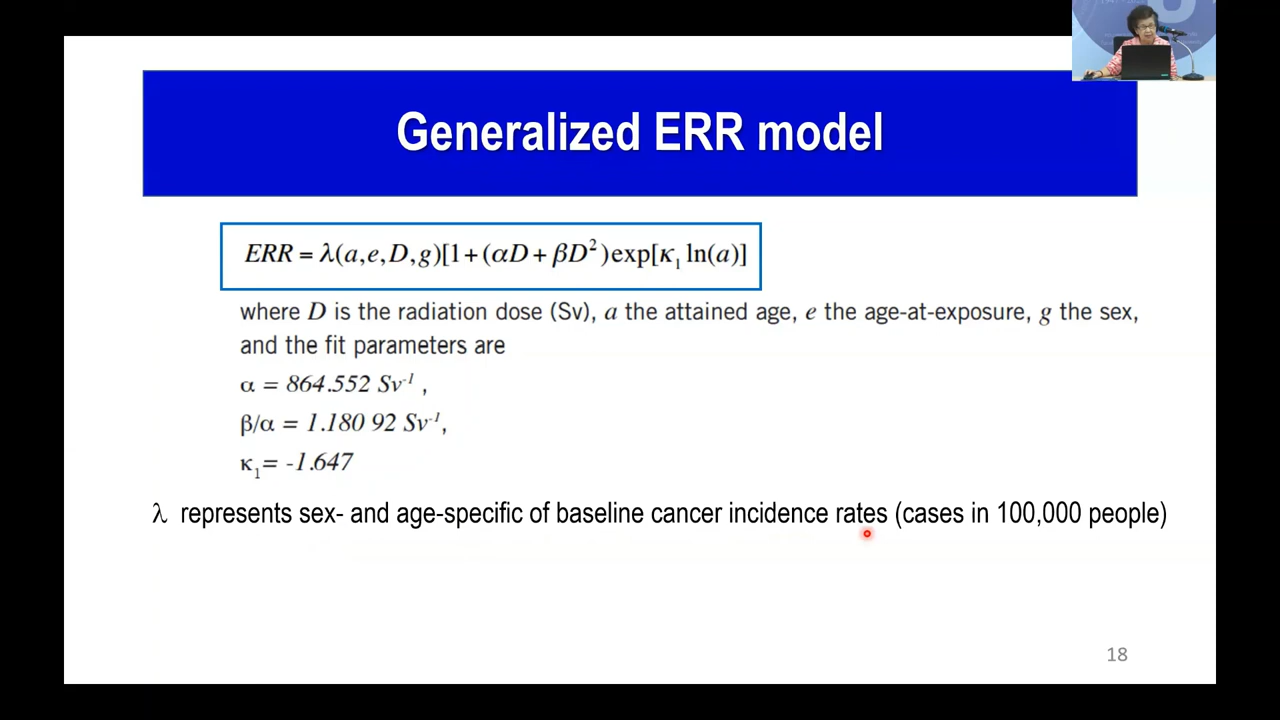 Generalized ERR model
ERR = λ(a,e,D,g)[1+(αD+βD²)exp[κ₁ ln(a)]
where D is the radiation dose (Sv), a the attained age, e the age-at-exposure, g the sex,
and the fit parameters are
α = 864.552 Sv⁻¹ ,
β/α = 1.180 92 Sv⁻¹,
κ₁= -1.647
λ represents sex- and age-specific of baseline cancer incidence rates (cases in 100,000 people)
18